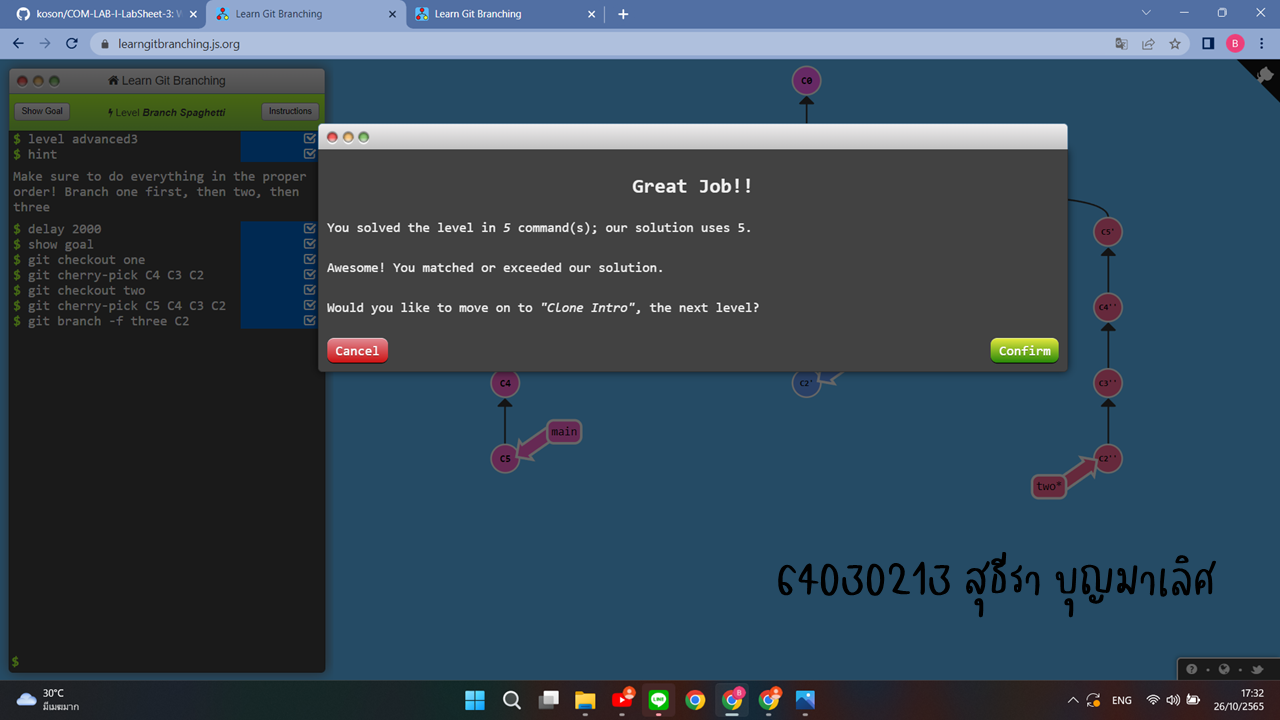 koson/COM-LAB-I-LabSheet-3: W
Learn Git Branching
Learn Git Branching
learngitbranching.js.org
B
Learn Git Branching
Show Goal
Level Branch Spaghetti
Instructions
$ level advanced3
$ hint
Make sure to do everything in the proper
order! Branch one first, then two, then
three
$ delay 2000
$ show goal
$ git checkout one
$ git cherry-pick C4 C3 C2
$ git checkout two
$ git cherry-pick C5 C4 C3 C2
$ git branch -f three C2
$
C0
Great Job!!
You solved the level in 5 command(s); our solution uses 5.
Awesome! You matched or exceeded our solution.
Would you like to move on to "Clone Intro", the next level?
Cancel
Confirm
C5'
C4''
C4
C2'
C3''
main
C5
C2''
two*
64030213 สุธีรา บุญมาเลิศ
30°C
มีเมฆมาก
ENG
17:32
26/10/2565